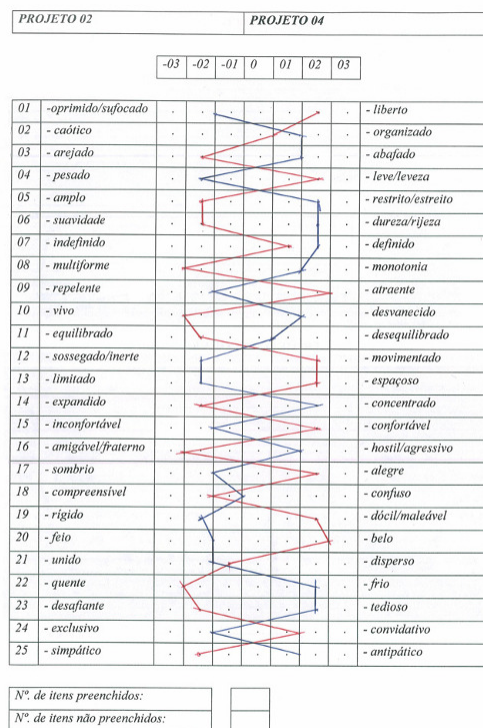 PROJETO 02 PROJETO 04
-03 -02 -01 0 01 02 03
01 -oprimido/sufocado - liberto
02 - caótico - organizado
03 - arejado - abafado
04 - pesado - leve/leveza
05 - amplo - restrito/estreito
06 - suavidade - dureza/rijeza
07 - indefinido - definido
08 - multiforme - monotonia
09 - repelente - atraente
10 - vivo - desvanecido
11 - equilibrado - desequilibrado
12 - sossegado/inerte - movimentado
13 - limitado - espaçoso
14 - expandido - concentrado
15 - inconfortável - confortável
16 - amigável/fraterno - hostil/agressivo
17 - sombrio - alegre
18 - compreensível - confuso
19 - rígido - dócil/maleável
20 - feio - belo
21 - unido - disperso
22 - quente - frio
23 - desafiante - tedioso
24 - exclusivo - convidativo
25 - simpático - antipático
Nº. de itens preenchidos:
Nº. de itens não preenchidos: